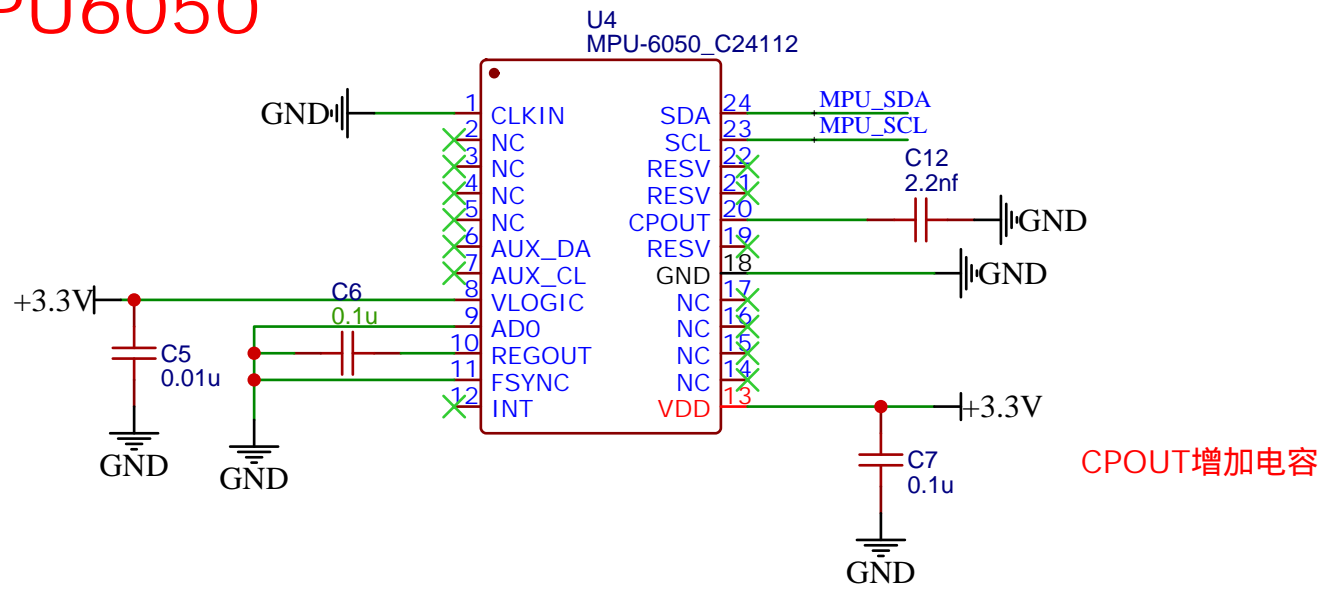 PU6050
U4
MPU-6050_C24112
GND
1
CLKIN
2
NC
3
NC
4
NC
5
NC
6
AUX_DA
7
AUX_CL
8
VLOGIC
9
AD0
10
REGOUT
11
FSYNC
12
INT
24
SDA
MPU_SDA
23
SCL
MPU_SCL
22
RESV
21
RESV
20
CPOUT
19
RESV
18
GND
17
NC
16
NC
15
NC
14
NC
13
VDD
C12
2.2nf
GND
GND
+3.3V
C6
0.1u
C5
0.01u
GND
GND
+3.3V
C7
0.1u
GND
CPOUT增加电容